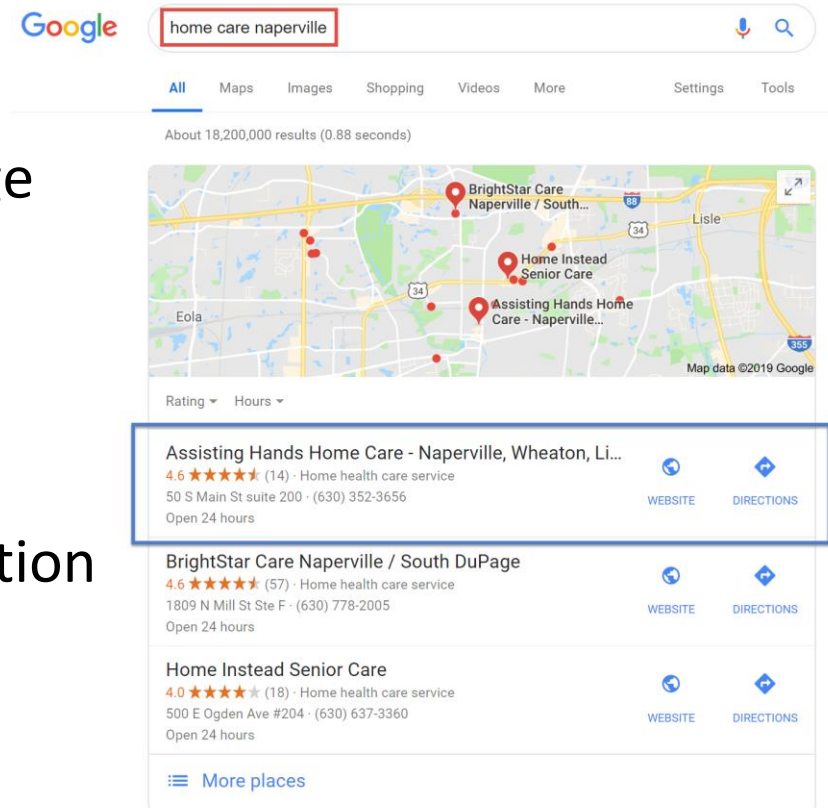 Google
home care naperville
All Maps Images Shopping Videos More Settings Tools
About 18,200,000 results (0.88 seconds)
BrightStar Care
Naperville / South...
88
Lisle
34
Home Instead
Senior Care
34
Assisting Hands Home
Care - Naperville...
Eola
355
Map data ©2019 Google
Rating Hours
Assisting Hands Home Care - Naperville, Wheaton, Li...
4.6 (14) · Home health care service
50 S Main St suite 200 · (630) 352-3656
Open 24 hours
WEBSITE DIRECTIONS
tion
BrightStar Care Naperville / South DuPage
4.6 (57) · Home health care service
1809 N Mill St Ste F · (630) 778-2005
Open 24 hours
WEBSITE DIRECTIONS
Home Instead Senior Care
4.0 (18) · Home health care service
500 E Ogden Ave #204 · (630) 637-3360
Open 24 hours
WEBSITE DIRECTIONS
More places